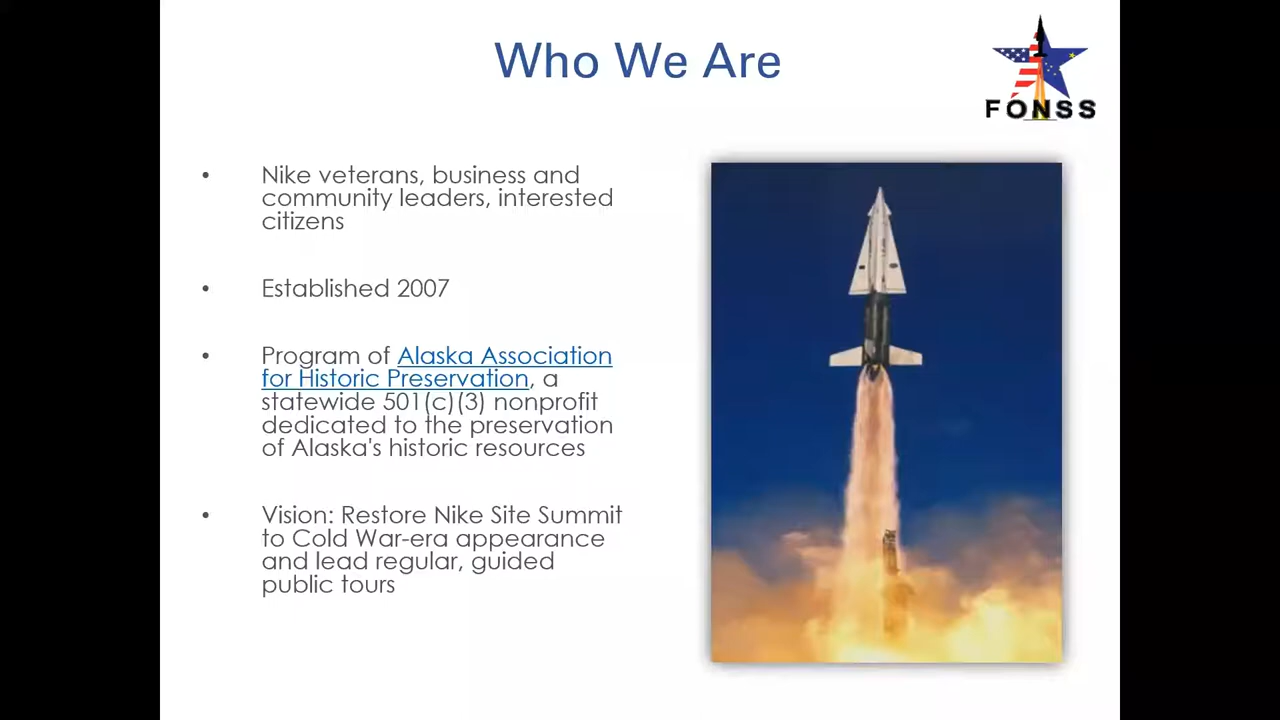 Who We Are
FONSS
• Nike veterans, business and
community leaders, interested
citizens
• Established 2007
• Program of Alaska Association
for Historic Preservation, a
statewide 501(c)(3) nonprofit
dedicated to the preservation
of Alaska's historic resources
• Vision: Restore Nike Site Summit
to Cold War-era appearance
and lead regular, guided
public tours